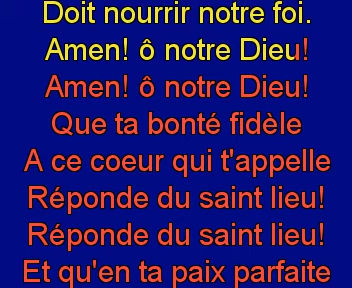 Doit nourrir notre foi.
Amen! ô notre Dieu!
Amen! ô notre Dieu!
Que ta bonté fidèle
A ce coeur qui t'appelle
Réponde du saint lieu!
Réponde du saint lieu!
Et qu'en ta paix parfaite